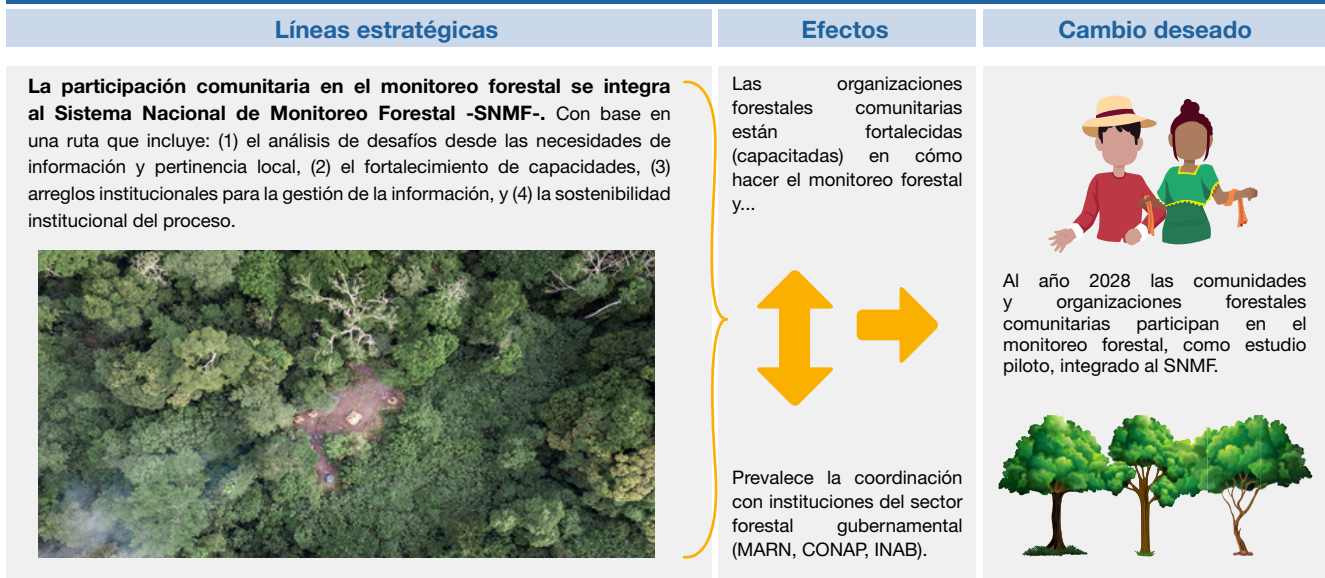 Líneas estratégicas
Efectos
Cambio deseado
La participación comunitaria en el monitoreo forestal se integra
al Sistema Nacional de Monitoreo Forestal -SNMF-. Con base en
una ruta que incluye: (1) el análisis de desafíos desde las necesidades de
información y pertinencia local, (2) el fortalecimiento de capacidades, (3)
arreglos institucionales para la gestión de la información, y (4) la sostenibilidad
institucional del proceso.
Las organizaciones
forestales comunitarias
están fortalecidas
(capacitadas) en cómo
hacer el monitoreo forestal
y...
Prevalece la coordinación
con instituciones del sector
forestal gubernamental
(MARN, CONAP, INAB).
Al año 2028 las comunidades
y organizaciones forestales
comunitarias participan en el
monitoreo forestal, como estudio
piloto, integrado al SNMF.